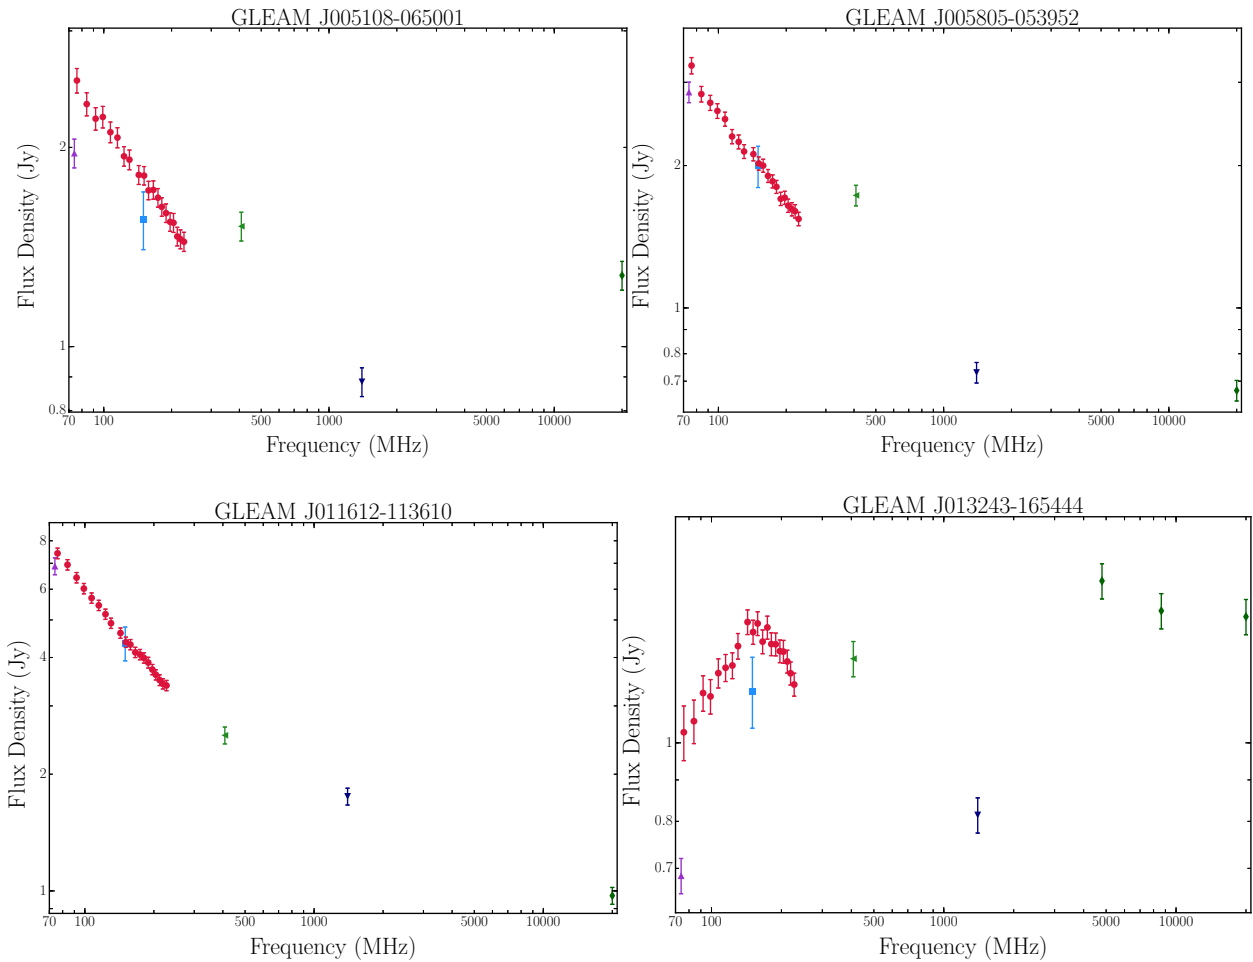 GLEAM J005108-065001
Flux Density (Jy)
2
1
0.8
70 100 500 1000 5000 10000
Frequency (MHz)
GLEAM J005805-053952
Flux Density (Jy)
2
1
0.8
0.7
70 100 500 1000 5000 10000
Frequency (MHz)
GLEAM J011612-113610
Flux Density (Jy)
8
6
4
2
1
70 100 500 1000 5000 10000
Frequency (MHz)
GLEAM J013243-165444
Flux Density (Jy)
1
0.8
0.7
70 100 500 1000 5000 10000
Frequency (MHz)